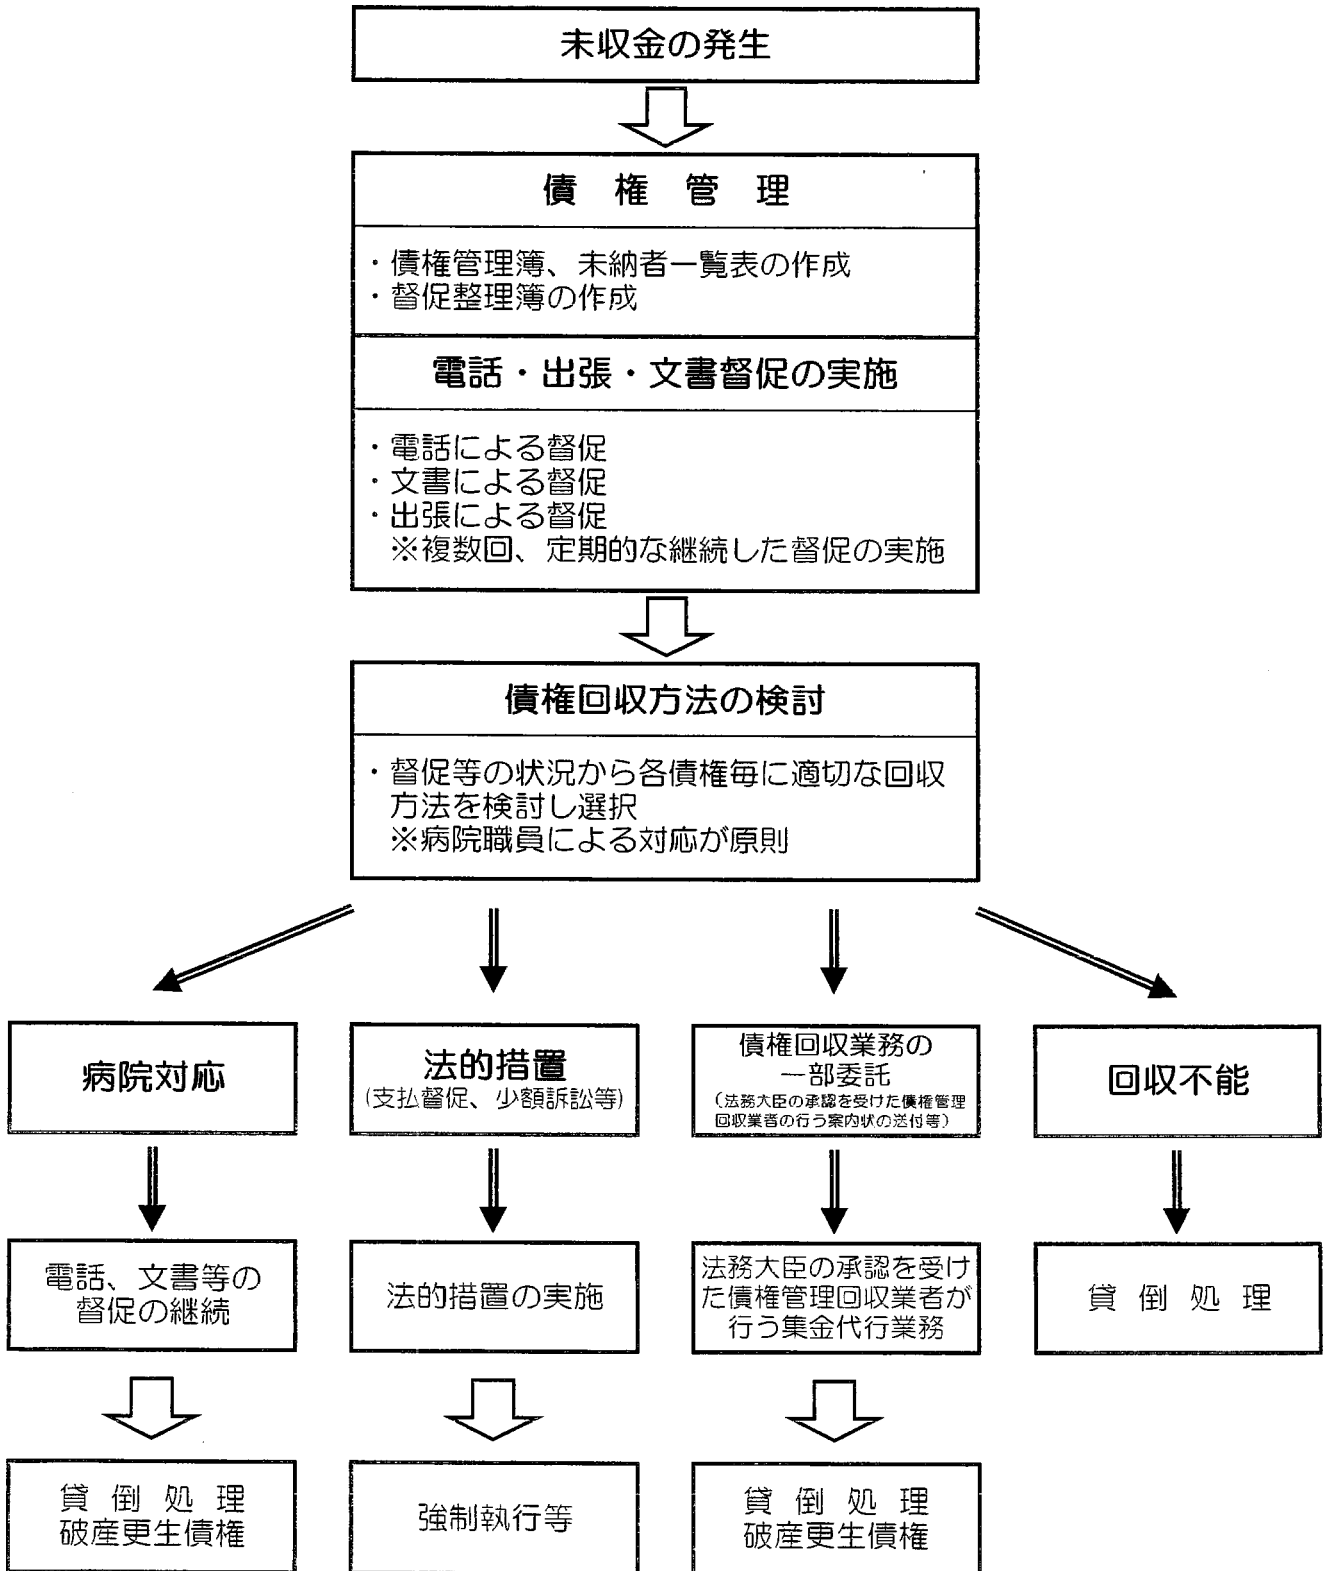 未収金の発生
債権管理
・債権管理簿、未納者一覧表の作成
・督促整理簿の作成
電話・出張・文書督促の実施
・電話による督促
・文書による督促
・出張による督促
※複数回、定期的な継続した督促の実施
債権回収方法の検討
・督促等の状況から各債権毎に適切な回収
方法を検討し選択
※病院職員による対応が原則
病院対応
法的措置
(支払督促、少額訴訟等)
債権回収業務の
一部委託
(法務大臣の承認を受けた債権管理
回収業者の行う案内状の送付等)
回収不能
電話、文書等の
督促の継続
法的措置の実施
法務大臣の承認を受け
た債権管理回収業者が
行う集金代行業務
貸倒処理
貸倒処理
破産更生債権
強制執行等
貸倒処理
破産更生債権